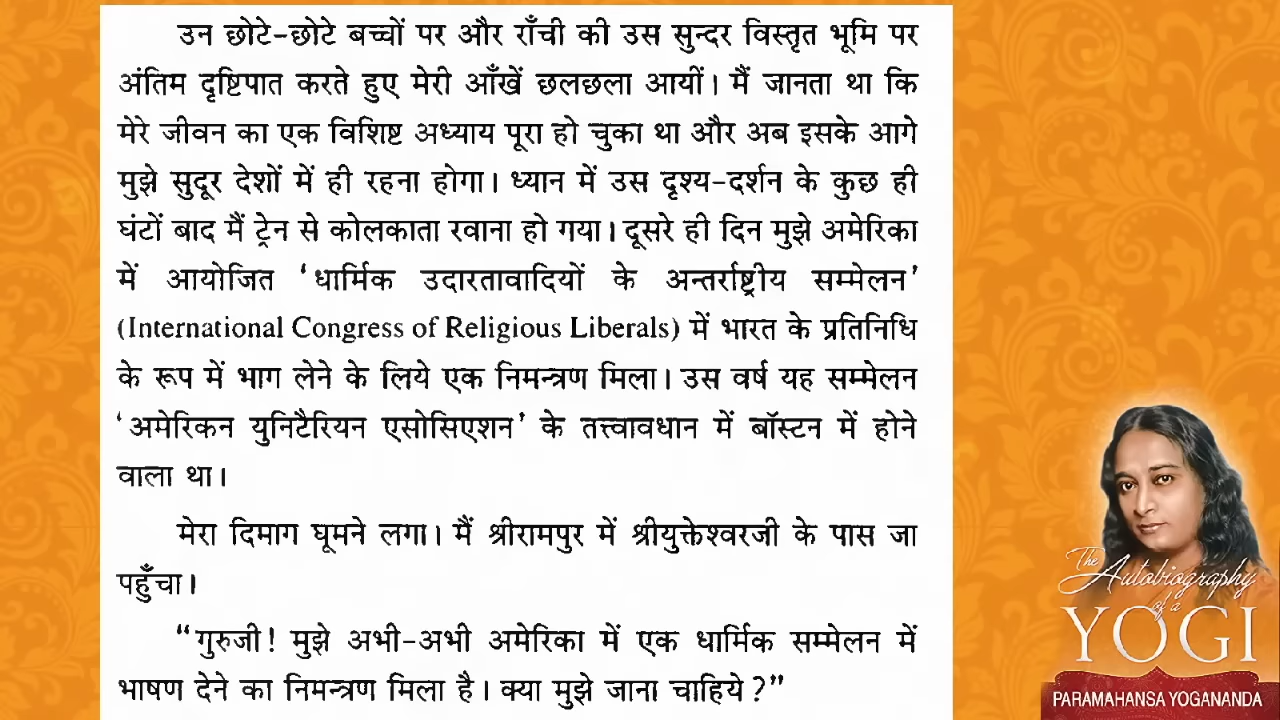 उन छोटे-छोटे बच्चों पर और राँची की उस सुन्दर विस्तृत भूमि पर
अंतिम दृष्टिपात करते हुए मेरी आँखें छलछला आयीं। मैं जानता था कि
मेरे जीवन का एक विशिष्ट अध्याय पूरा हो चुका था और अब इसके आगे
मुझे सुदूर देशों में ही रहना होगा। ध्यान में उस दृश्य-दर्शन के कुछ ही
घंटों बाद मैं ट्रेन से कोलकाता रवाना हो गया। दूसरे ही दिन मुझे अमेरिका
में आयोजित ‘धार्मिक उदारतावादियों के अन्तर्राष्ट्रीय सम्मेलन’
(International Congress of Religious Liberals) में भारत के प्रतिनिधि
के रूप में भाग लेने के लिये एक निमन्त्रण मिला। उस वर्ष यह सम्मेलन
‘अमेरिकन युनिटैरियन एसोसिएशन’ के तत्त्वावधान में बॉस्टन में होने
वाला था।
मेरा दिमाग घूमने लगा। मैं श्रीरामपुर में श्रीयुक्तेश्वरजी के पास जा
पहुँचा।
“गुरुजी! मुझे अभी-अभी अमेरिका में एक धार्मिक सम्मेलन में
भाषण देने का निमन्त्रण मिला है। क्या मुझे जाना चाहिये?”
The
Autobiography
of a
YOGI
PARAMAHANSA YOGANANDA